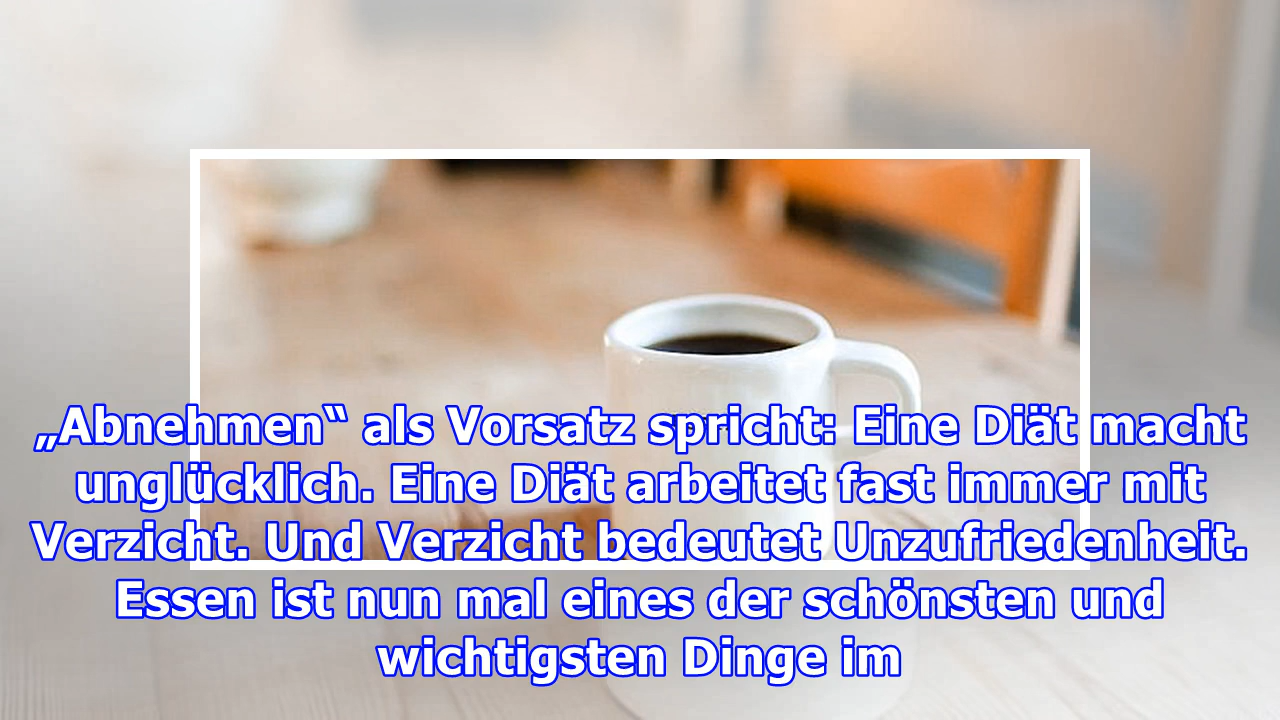 „Abnehmen“ als Vorsatz spricht: Eine Diät macht
unglücklich. Eine Diät arbeitet fast immer mit
Verzicht. Und Verzicht bedeutet Unzufriedenheit.
Essen ist nun mal eines der schönsten und
wichtigsten Dinge im